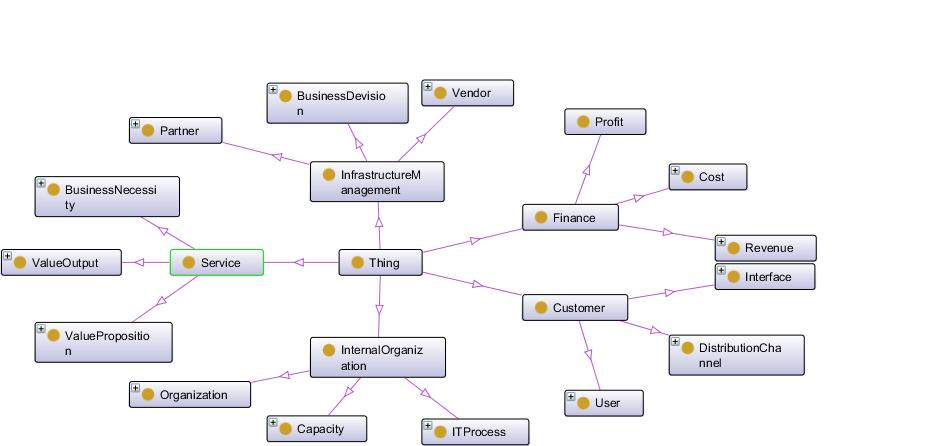 BusinessDevisio
n
Vendor
Partner
Profit
InfrastructureM
anagement
Cost
BusinessNecessi
ty
Finance
Revenue
ValueOutput
Service
Thing
Interface
Customer
ValuePropositio
n
InternalOrganiz
ation
DistributionCha
nnel
Organization
User
Capacity
ITProcess